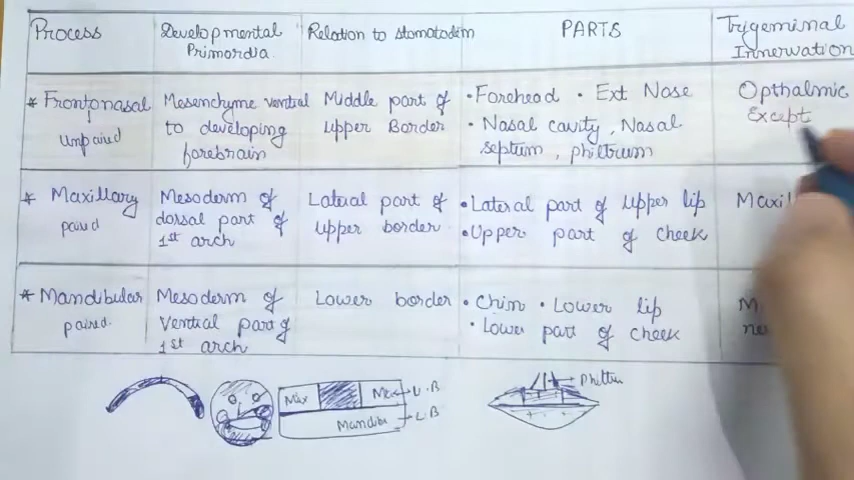 Process
Developmental
Primordia.
Relation to stomatodem
PARTS
Trigeminal
Innervation
* Frontonasal
Unpaired
Mesenchyme ventral
to developing
forebrain
Middle part of
upper Border
• Forehead • Ext Nose
• Nasal cavity, Nasal
septum, philtrum
Opthalmic
Except
* Maxillary
paired
Mesoderm of
dorsal part of
1st arch
Lateral part of
upper border
• Lateral part of upper lip
• Upper part of cheek
Maxil
* Mandibular
paired.
Mesoderm of
Ventral part of
1st arch
Lower border
• Chin • Lower lip
• Lower part of cheek
M
ne
Max
Max
U.B
Mandibu
L.B
Philtru